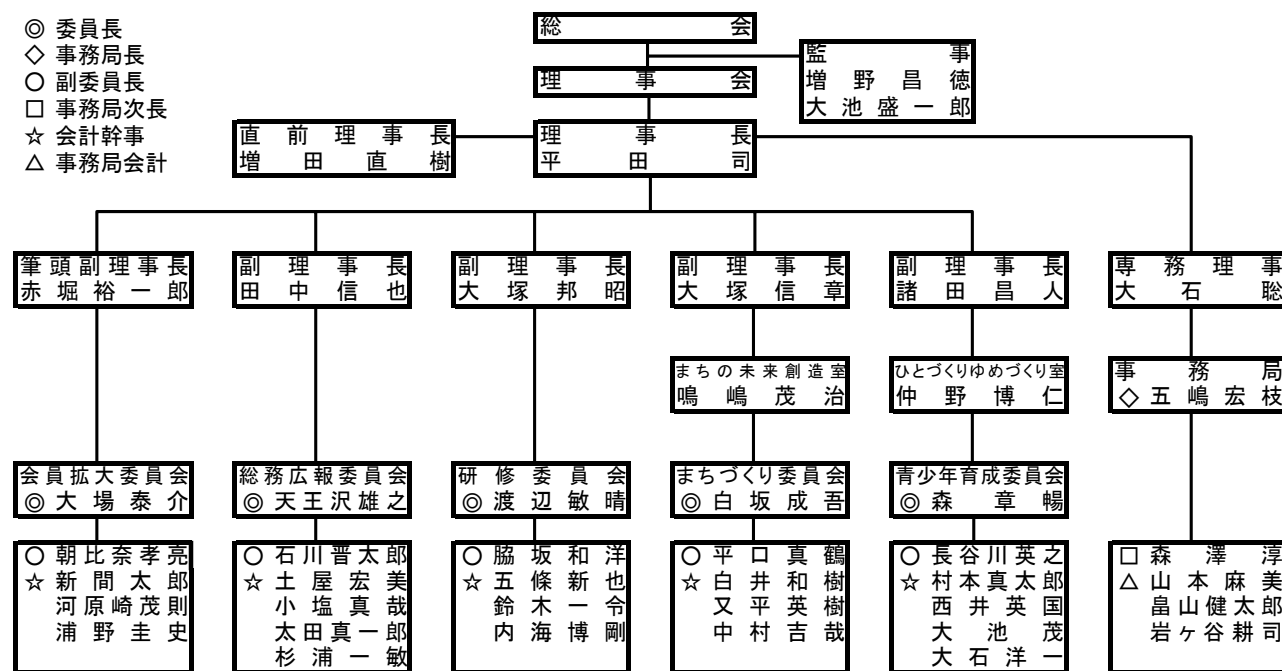 ◎ 委員長
◇ 事務局長
○ 副委員長
□ 事務局次長
☆ 会計幹事
△ 事務局会計
総会
監事
増野昌徳
大池盛一郎
理事会
直前理事長
増田直樹
理事長
平田司
筆頭副理事長
赤堀裕一郎
副理事長
田中信也
副理事長
大塚邦昭
副理事長
大塚信章
副理事長
諸田昌人
専務理事
大石聡
まちの未来創造室
鳴嶋茂治
ひとづくりゆめづくり室
仲野博仁
事務局
◇五嶋宏枝
会員拡大委員会
◎大場泰介
総務広報委員会
◎天王沢雄之
研修委員会
◎渡辺敏晴
まちづくり委員会
◎白坂成吾
青少年育成委員会
◎森章暢
○朝比奈孝亮
☆新間太郎
河原崎茂則
浦野圭史
○石川晋太郎
☆土屋宏美
小塩真哉
太田真一郎
杉浦一敏
○脇坂和洋
☆五條新也
鈴木一令
内海博剛
○平口真鶴
☆白井和樹
又平英樹
中村吉哉
○長谷川英之
☆村本真太郎
西井英国
大池茂
大石洋一
□森澤淳
△山本麻美
畠山健太郎
岩ヶ谷耕司